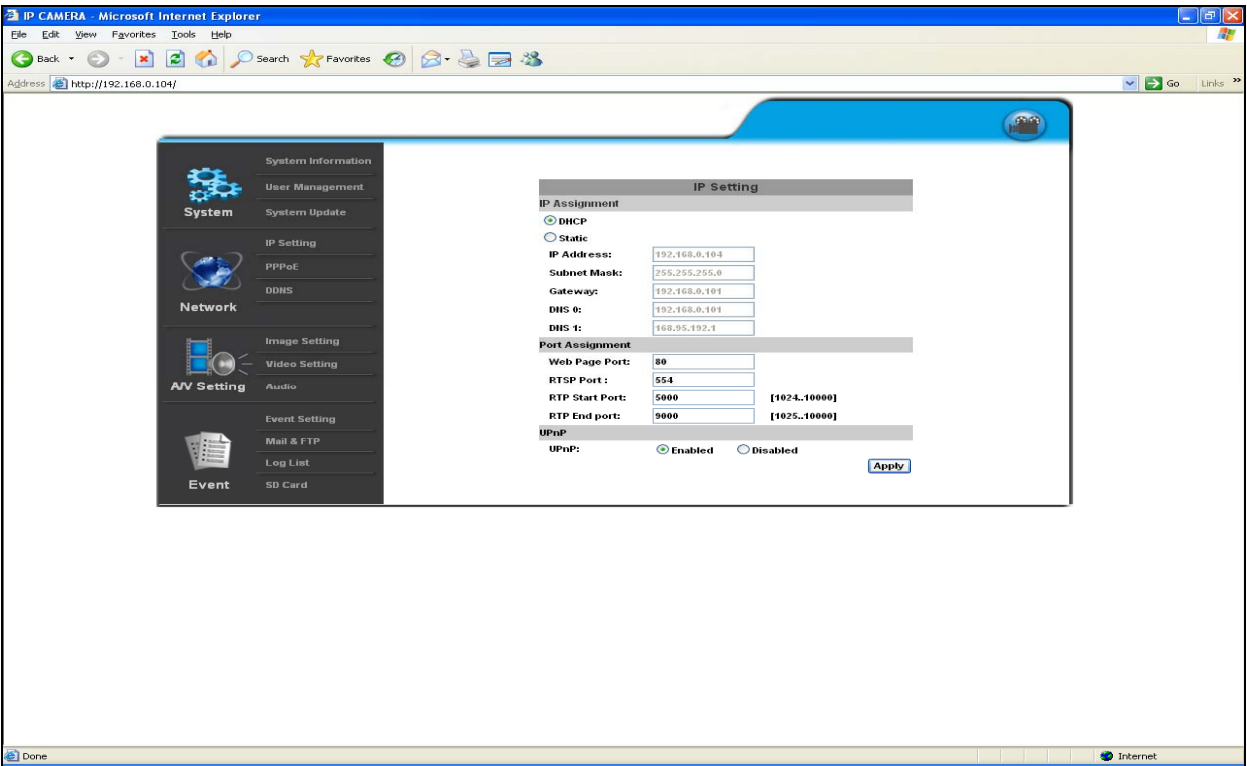 IP CAMERA - Microsoft Internet Explorer
File Edit View Favorites Tools Help
Back Search Favorites
Address http://192.168.0.104/ Go Links »
System Information
User Management
System
System Update
IP Setting
PPPoE
DDNS
Network
Image Setting
Video Setting
A/V Setting
Audio
Event Setting
Mail & FTP
Log List
Event
SD Card
IP Setting
IP Assignment
DHCP
Static
IP Address: 192.168.0.104
Subnet Mask: 255.255.255.0
Gateway: 192.168.0.101
DNS 0: 192.168.0.101
DNS 1: 168.95.192.1
Port Assignment
Web Page Port: 80
RTSP Port : 554
RTP Start Port: 5000 [1024..10000]
RTP End port: 9000 [1025..10000]
UPnP
UPnP: Enabled Disabled
Apply
Done Internet